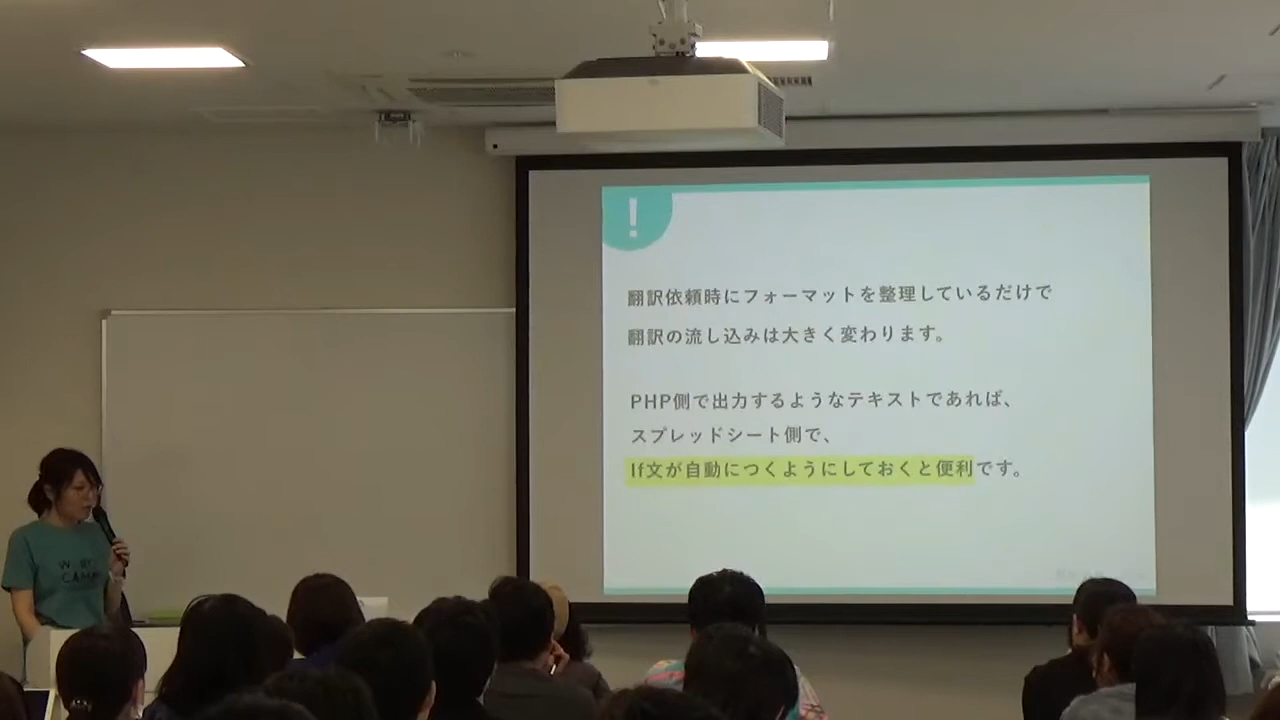 !
翻訳依頼時にフォーマットを整理しているだけで
翻訳の流し込みは大きく変わります。
PHP側で出力するようなテキストであれば、
スプレッドシート側で、
If文が自動につくようにしておくと便利です。